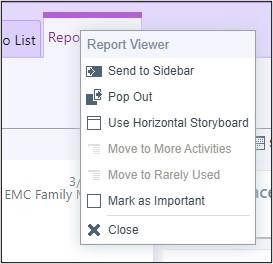 o List
Repo
Report Viewer
Send to Sidebar
Pop Out
Use Horizontal Storyboard
Move to More Activities
Move to Rarely Used
Mark as Important
Close
3/
EMC Family M
ce